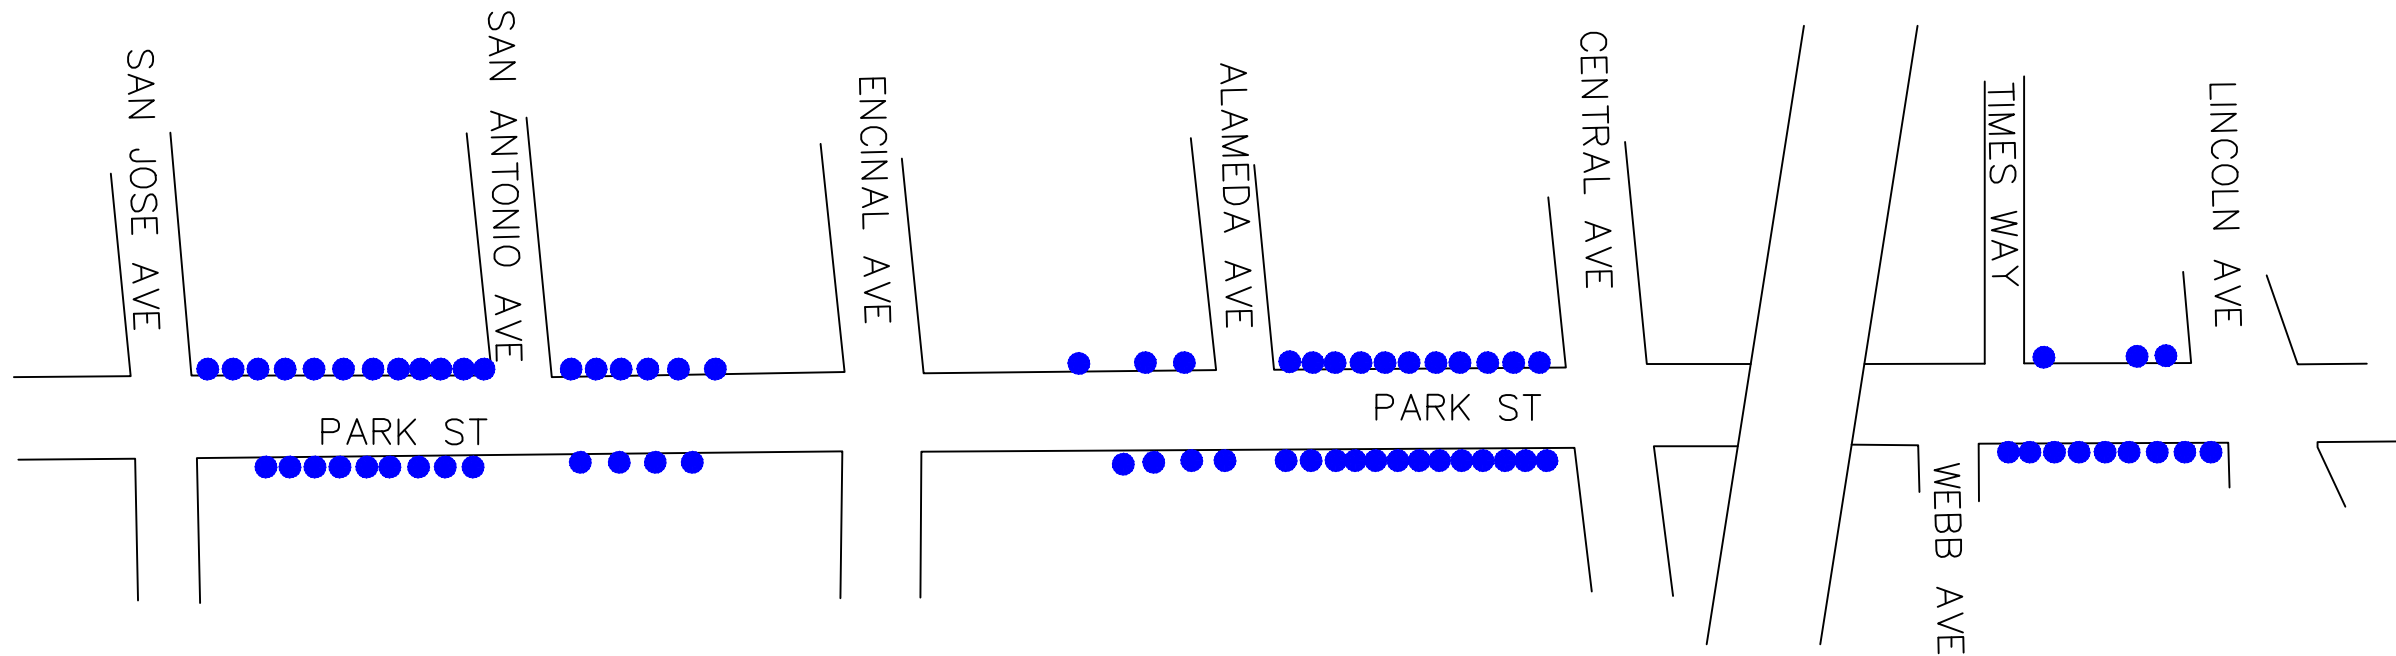 SAN JOSE AVE
SAN ANTONIO AVE
ENCINAL AVE
ALAMEDA AVE
CENTRAL AVE
TIMES WAY
LINCOLN AVE
PARK ST
PARK ST
WEBB AVE